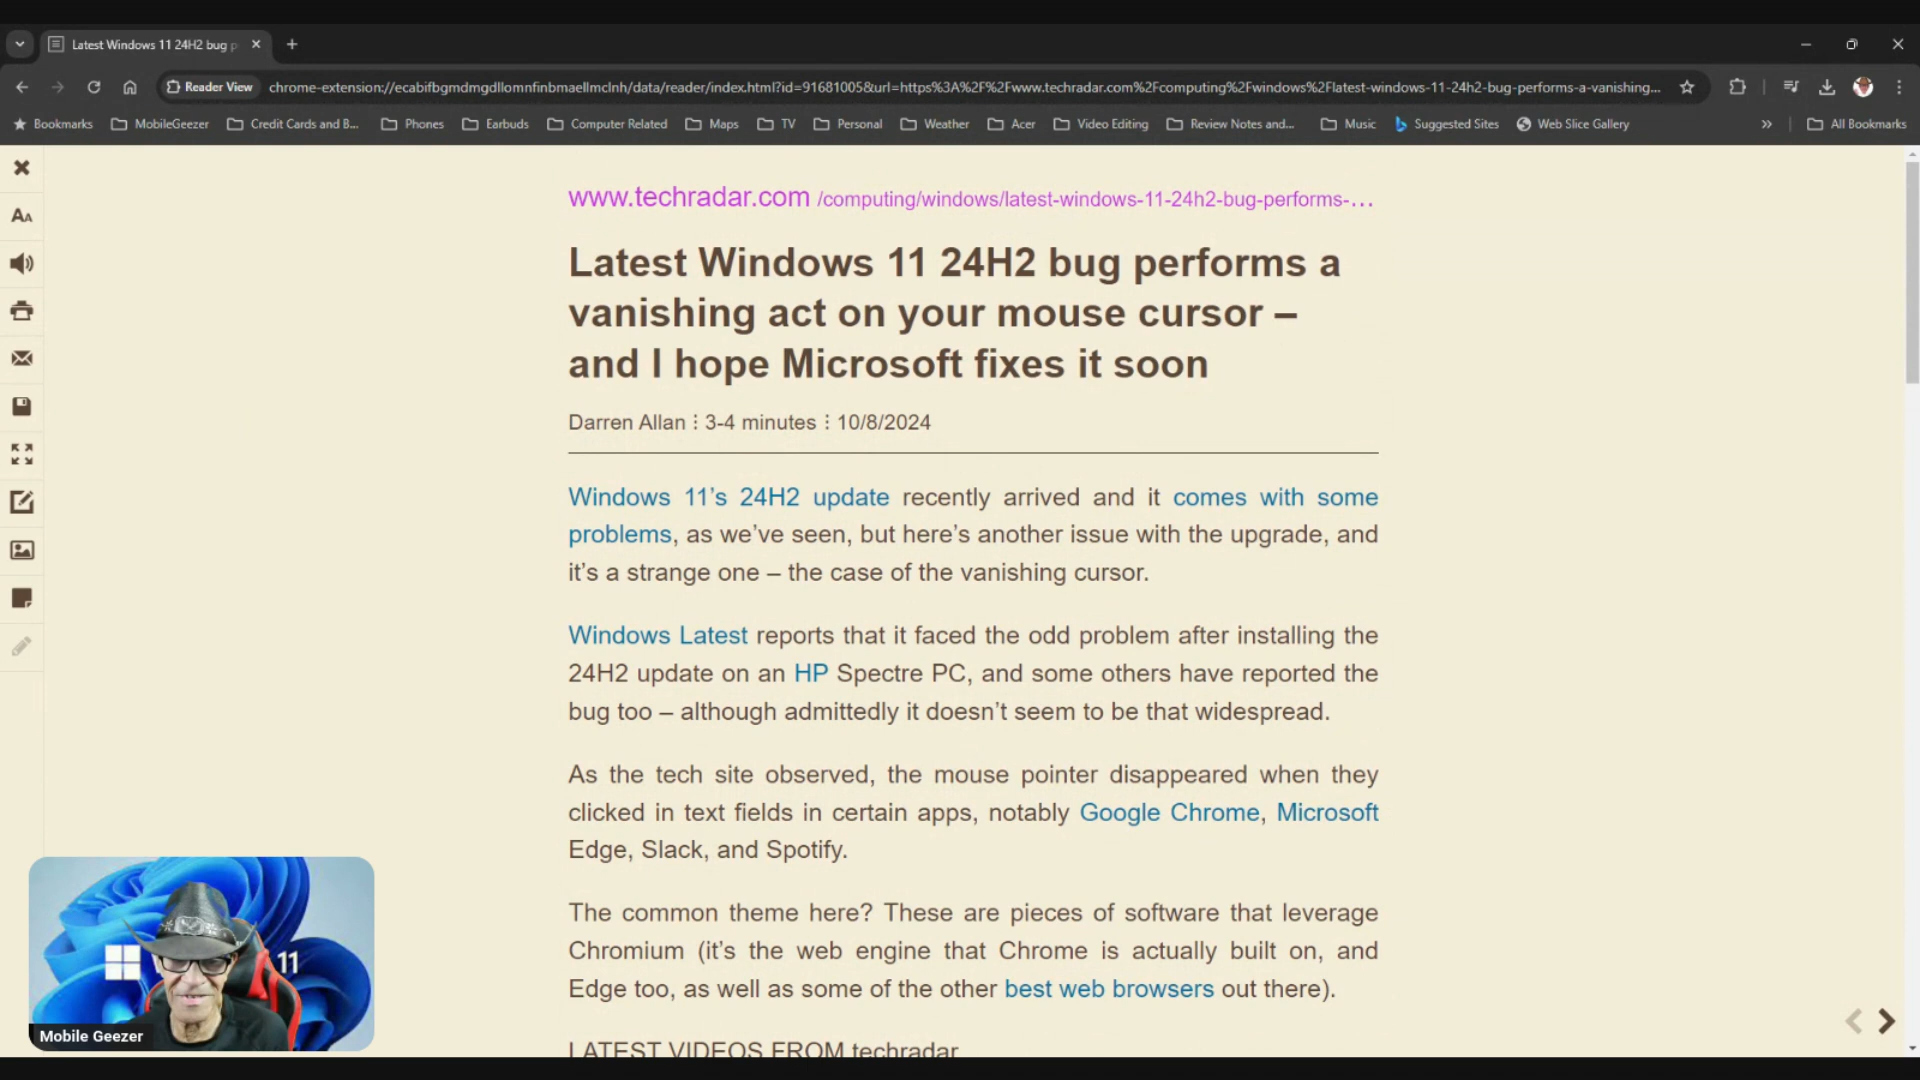 Latest Windows 11 24H2 bug p
Reader View
chrome-extension://ecabifbgmdmgdllomnfinbmaellmclnh/data/reader/index.html?id=91681005&url=https%3A%2F%2Fwww.techradar.com%2Fcomputing%2Fwindows%2Flatest-windows-11-24h2-bug-performs-a-vanishing...
Bookmarks MobileGeezer Credit Cards and B... Phones Earbuds Computer Related Maps TV Personal Weather Acer Video Editing Review Notes and... Music Suggested Sites Web Slice Gallery » All Bookmarks
www.techradar.com /computing/windows/latest-windows-11-24h2-bug-performs-...
Latest Windows 11 24H2 bug performs a
vanishing act on your mouse cursor –
and I hope Microsoft fixes it soon
Darren Allan ⋮ 3-4 minutes ⋮ 10/8/2024
Windows 11’s 24H2 update recently arrived and it comes with some
problems, as we’ve seen, but here’s another issue with the upgrade, and
it’s a strange one – the case of the vanishing cursor.
Windows Latest reports that it faced the odd problem after installing the
24H2 update on an HP Spectre PC, and some others have reported the
bug too – although admittedly it doesn’t seem to be that widespread.
As the tech site observed, the mouse pointer disappeared when they
clicked in text fields in certain apps, notably Google Chrome, Microsoft
Edge, Slack, and Spotify.
The common theme here? These are pieces of software that leverage
Chromium (it’s the web engine that Chrome is actually built on, and
Edge too, as well as some of the other best web browsers out there).
LATEST VIDEOS FROM techradar
11
Mobile Geezer